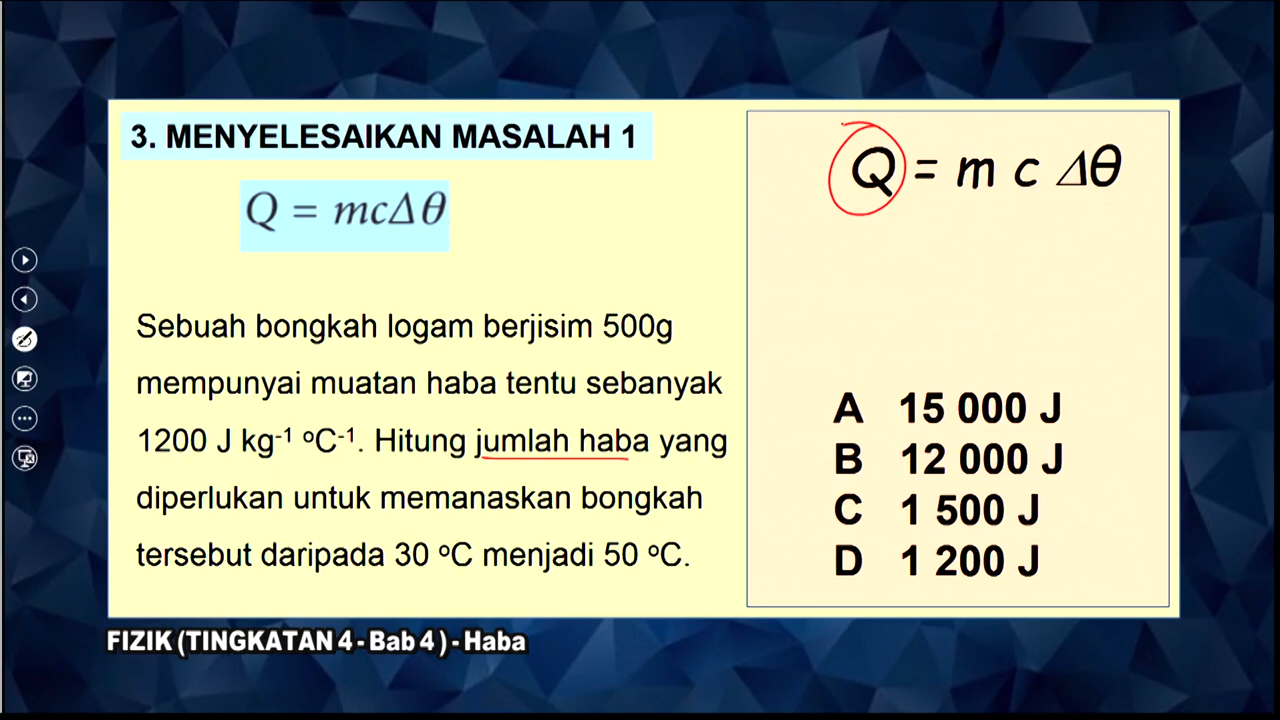 3. MENYELESAIKAN MASALAH 1
Q = mcΔθ
Sebuah bongkah logam berjisim 500g
mempunyai muatan haba tentu sebanyak
1200 J kg⁻¹ ᵒC⁻¹. Hitung jumlah haba yang
diperlukan untuk memanaskan bongkah
tersebut daripada 30 ᵒC menjadi 50 ᵒC.
Q = m c Δθ
A 15 000 J
B 12 000 J
C 1 500 J
D 1 200 J
FIZIK (TINGKATAN 4 - Bab 4 ) - Haba